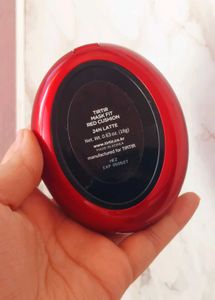 TIRTIR
MASK FIT
RED CUSHION
24N LATTE
Net. Wt. 0.63 oz. (18g)
www.tirtir.co.kr
MADE IN KOREA
manufactured for TIRTIR